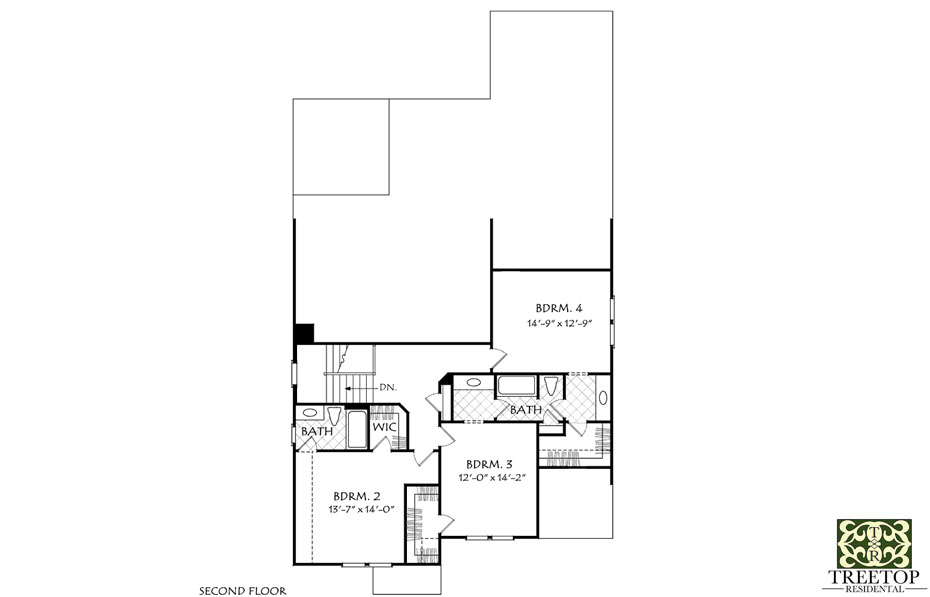 BDRM. 4
14'-9" x 12'-9"
DN.
BATH
BATH
WIC
BDRM. 3
12'-0" x 14'-2"
BDRM. 2
13'-7" x 14'-0"
SECOND FLOOR
T R
R
TREETOP
RESIDENTIAL